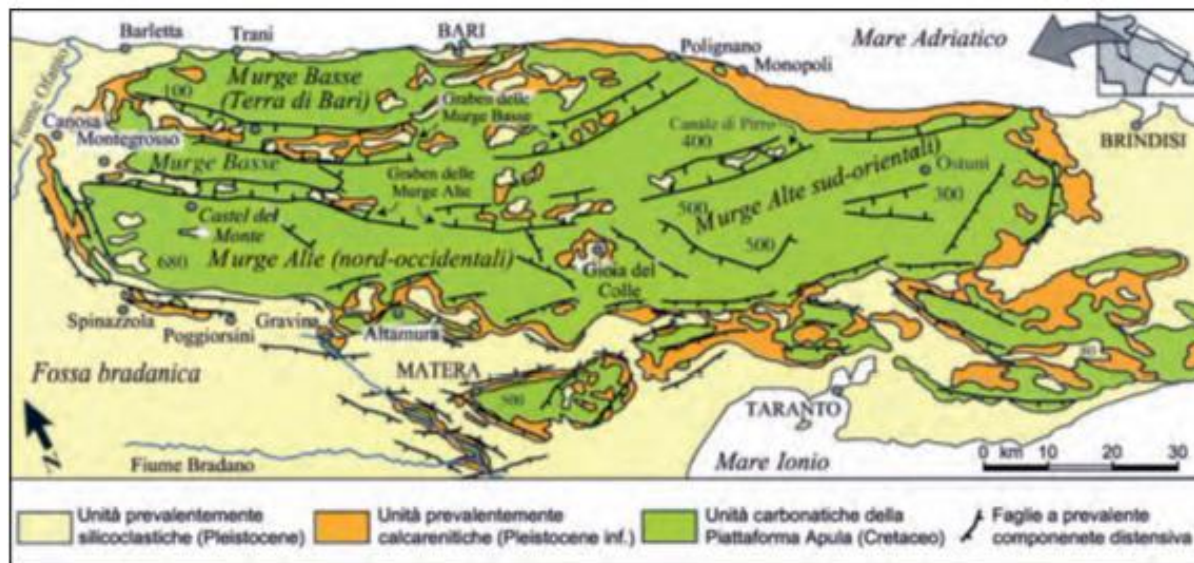 Barletta
Trani
BARI
Polignano
Monopoli
Mare Adriatico
Fiume Ofanto
Murge Basse
(Terra di Bari)
100
Graben delle
Murge Basse
Canale di Pirro
400
BRINDISI
Canosa
Montegrosso
Murge Basse
Graben delle
Murge Alte
Ostuni
Murge Alte sud-orientali)
300
500
500
Castel del
Monte
680
Murge Alte (nord-occidentali)
Gioia del
Colle
Spinazzola
Poggiorsini
Gravina
Altamura
Fossa bradanica
MATERA
500
80
TARANTO
N
Fiume Bradano
Mare Ionio
0 km 10 20 30
Unità prevalentemente
silicoclastiche (Pleistocene)
Unità prevalentemente
calcarenitiche (Pleistocene inf.)
Unità carbonatiche della
Piattaforma Apula (Cretaceo)
Faglie a prevalente
componenete distensiva